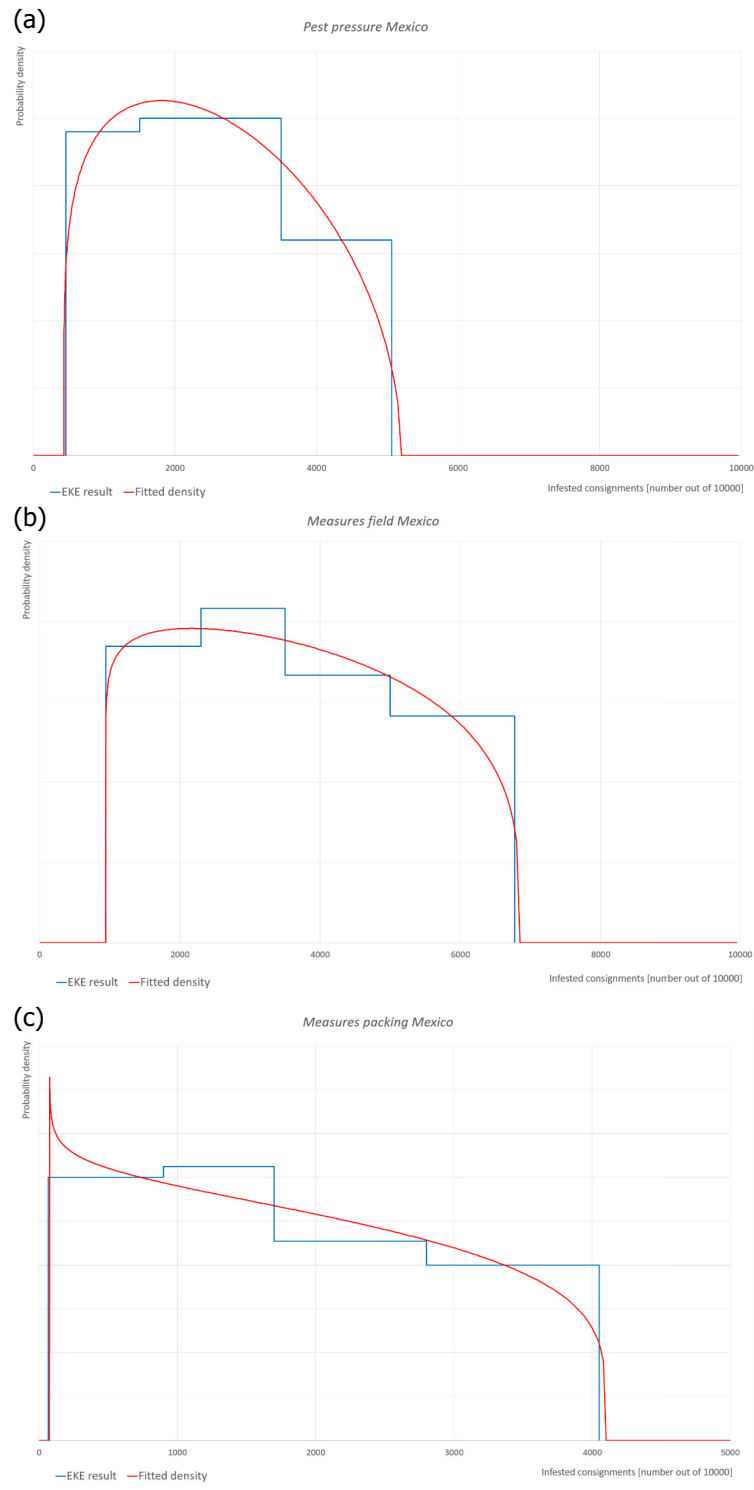 (a)
Pest pressure Mexico
Probability density
0 2000 4000 6000 8000 10000
EKE result Fitted density
Infested consignments [number out of 10000]
(b)
Measures field Mexico
Probability density
0 2000 4000 6000 8000 10000
EKE result Fitted density
Infested consignments [number out of 10000]
(c)
Measures packing Mexico
Probability density
0 1000 2000 3000 4000 5000
EKE result Fitted density
Infested consignments [number out of 10000]